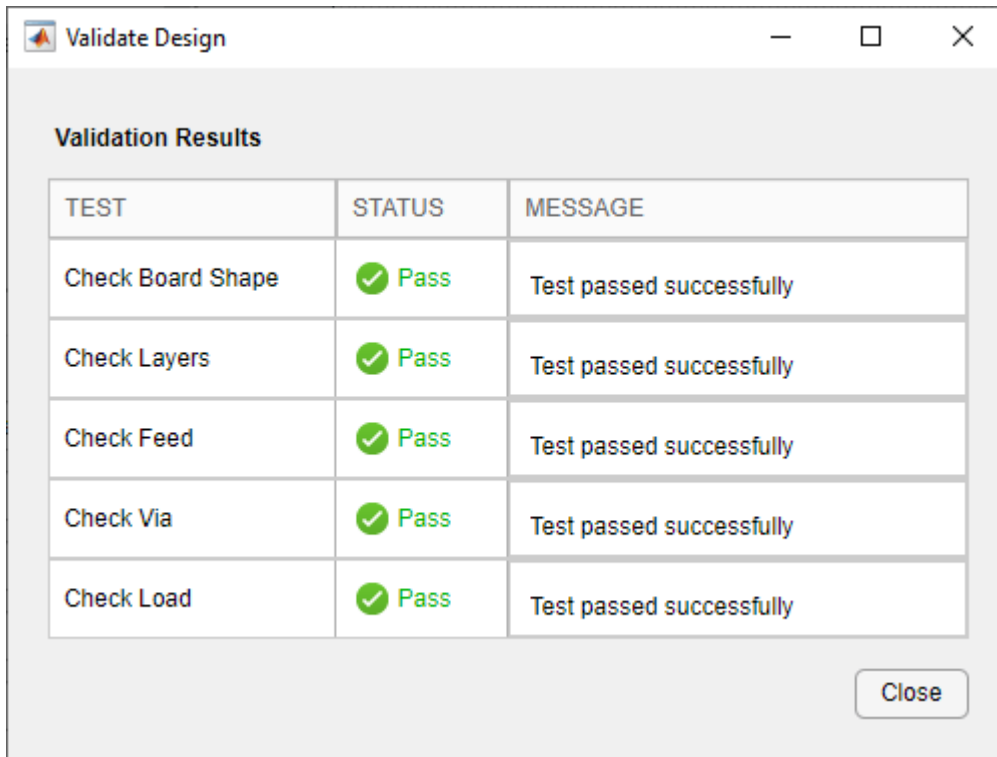 Validate Design
Validation Results
TEST STATUS MESSAGE
Check Board Shape Pass Test passed successfully
Check Layers Pass Test passed successfully
Check Feed Pass Test passed successfully
Check Via Pass Test passed successfully
Check Load Pass Test passed successfully
Close